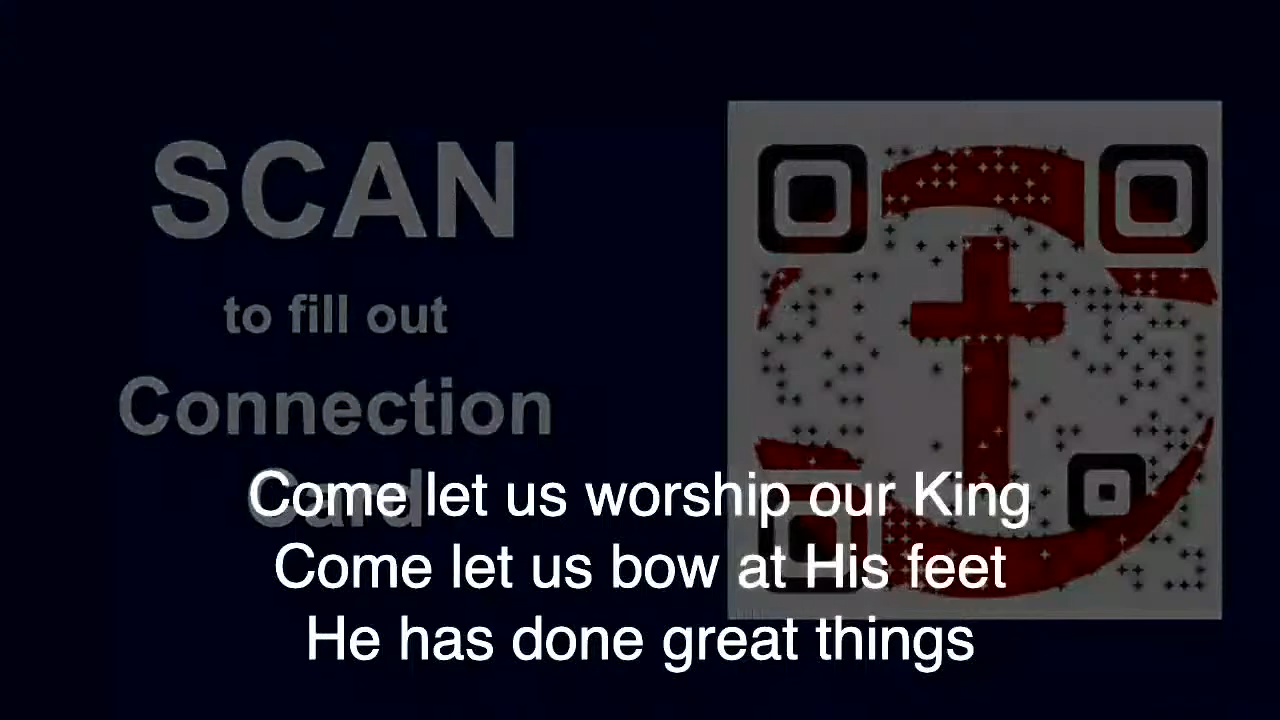 SCAN
to fill out
Connection
Card
Come let us worship our King
Come let us bow at His feet
He has done great things